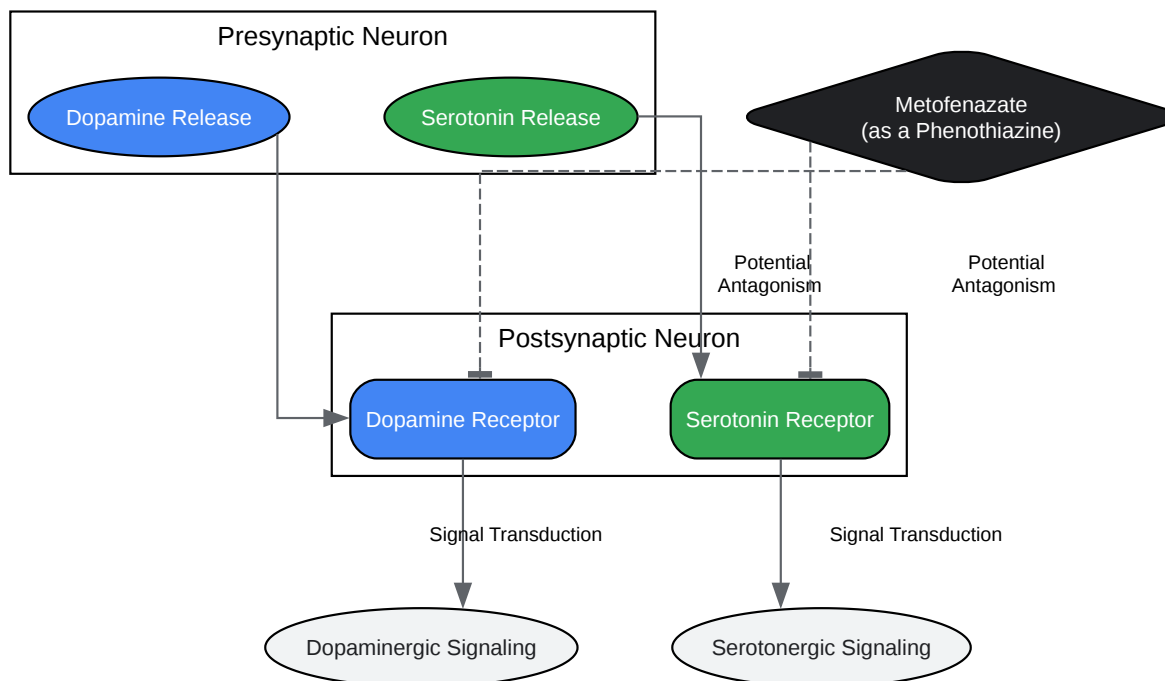 Presynaptic Neuron
Dopamine Release
Serotonin Release
Metofenazate
(as a Phenothiazine)
Potential
Antagonism
Potential
Antagonism
Postsynaptic Neuron
Dopamine Receptor
Serotonin Receptor
Signal Transduction
Signal Transduction
Dopaminergic Signaling
Serotonergic Signaling